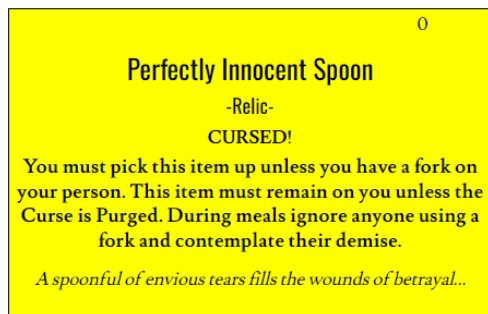 0
Perfectly Innocent Spoon
-Relic-
CURSED!
You must pick this item up unless you have a fork on
your person. This item must remain on you unless the
Curse is Purged. During meals ignore anyone using a
fork and contemplate their demise.
A spoonful of envious tears fills the wounds of betrayal...